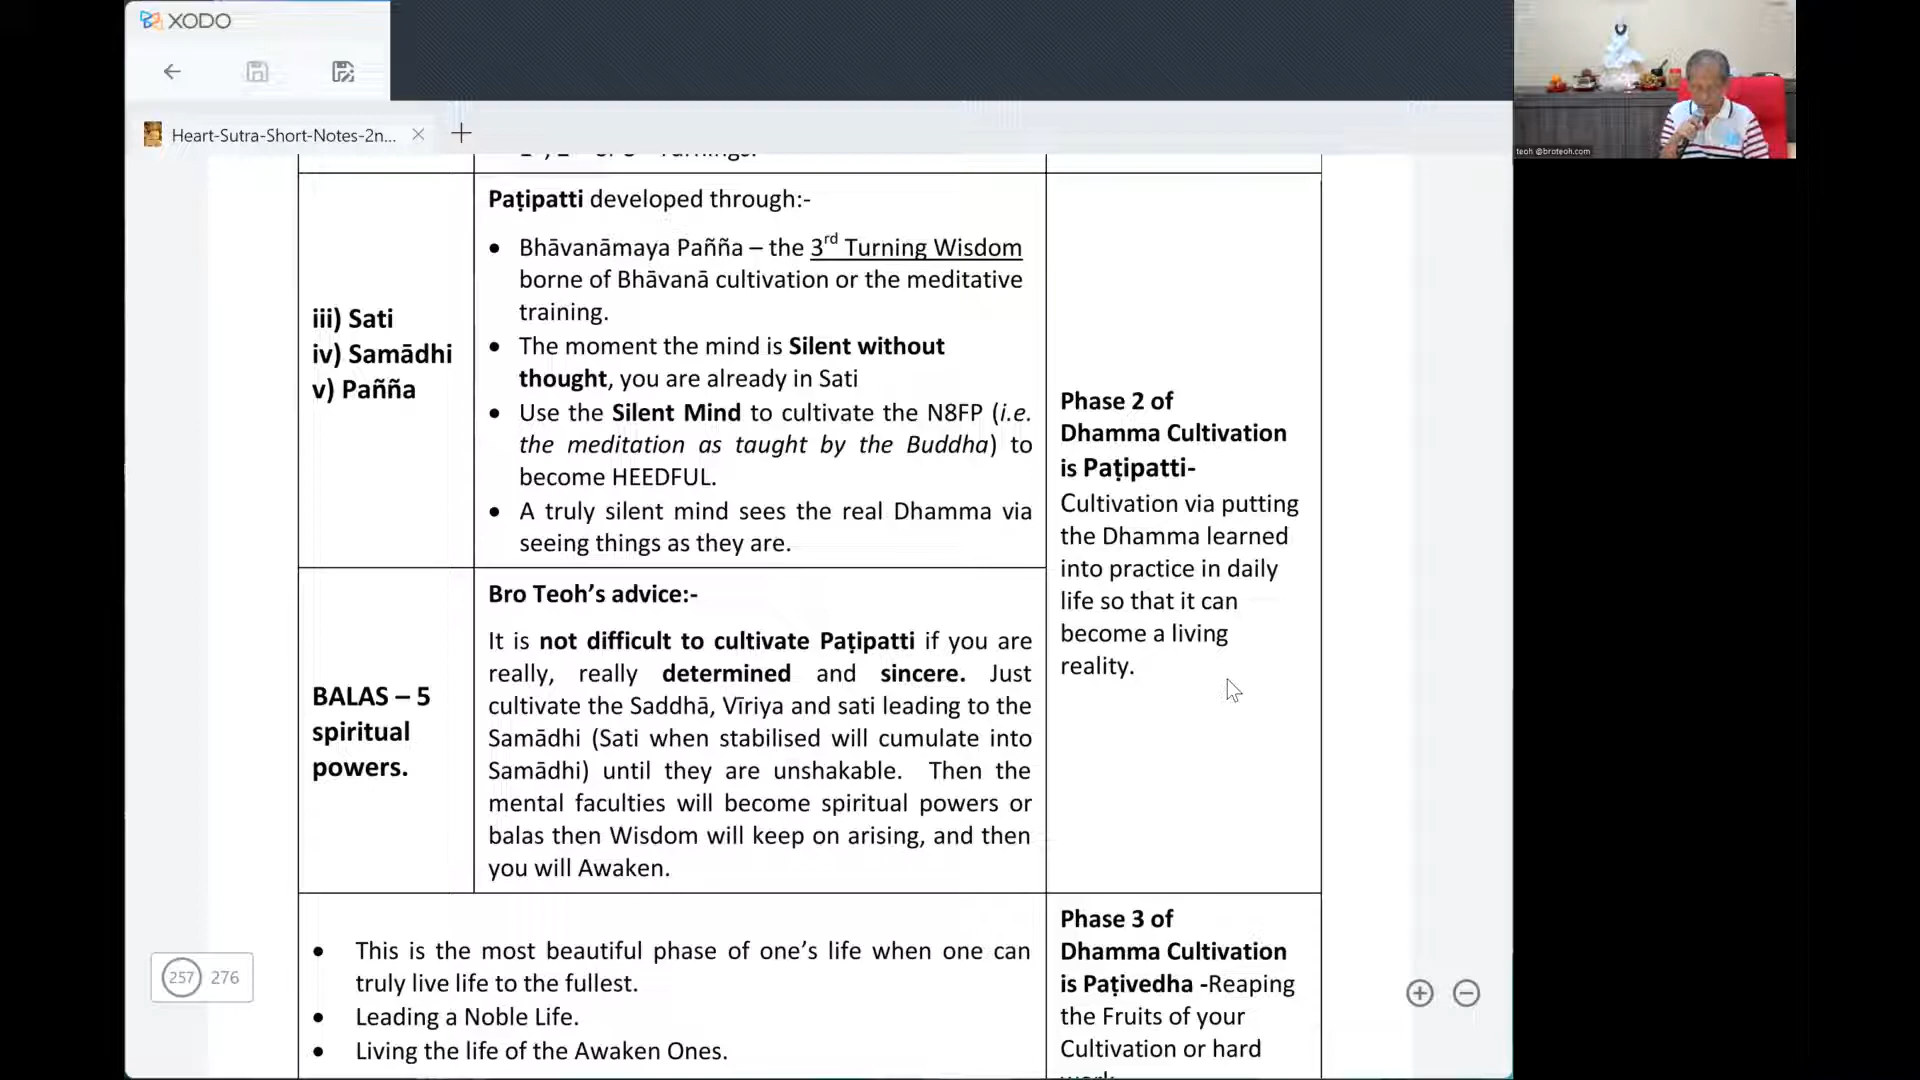 XODO
Heart-Sutra-Short-Notes-2n...
teoh @broteoh.com
Paṭipatti developed through:-
iii) Sati
iv) Samādhi
v) Pañña
• Bhāvanāmaya Pañña – the 3rd Turning Wisdom
borne of Bhāvanā cultivation or the meditative
training.
• The moment the mind is Silent without
thought, you are already in Sati
• Use the Silent Mind to cultivate the N8FP (i.e.
the meditation as taught by the Buddha) to
become HEEDFUL.
• A truly silent mind sees the real Dhamma via
seeing things as they are.
Phase 2 of
Dhamma Cultivation
is Paṭipatti-
Cultivation via putting
the Dhamma learned
into practice in daily
life so that it can
become a living
reality.
BALAS – 5
spiritual
powers.
Bro Teoh's advice:-
It is not difficult to cultivate Paṭipatti if you are
really, really determined and sincere. Just
cultivate the Saddhā, Vīriya and sati leading to the
Samādhi (Sati when stabilised will cumulate into
Samādhi) until they are unshakable. Then the
mental faculties will become spiritual powers or
balas then Wisdom will keep on arising, and then
you will Awaken.
• This is the most beautiful phase of one's life when one can
truly live life to the fullest.
• Leading a Noble Life.
• Living the life of the Awaken Ones.
Phase 3 of
Dhamma Cultivation
is Paṭivedha -Reaping
the Fruits of your
Cultivation or hard
257 276